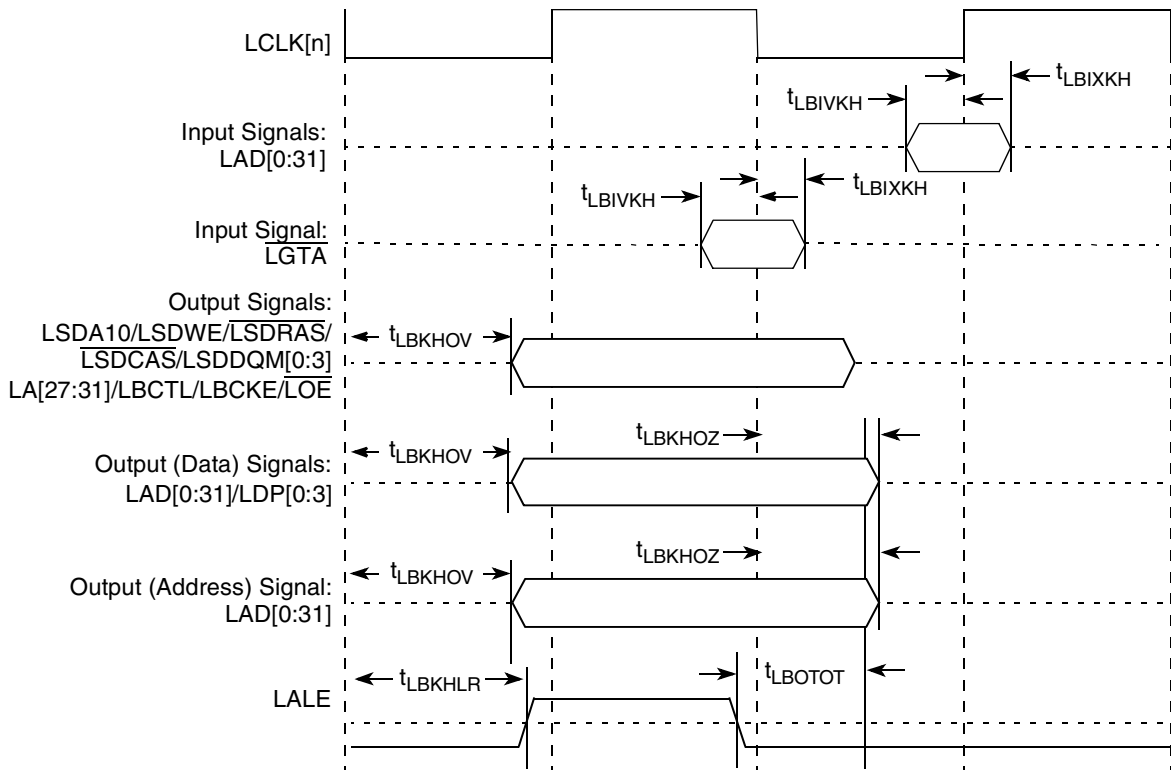 LCLK[n]
tLBIXKH
tLBIVKH
Input Signals:
LAD[0:31]
tLBIXKH
tLBIVKH
Input Signal:
LGTA
Output Signals:
LSDA10/LSDWE/LSDRAS/
LSDCAS/LSDDQM[0:3]
LA[27:31]/LBCTL/LBCKE/LOE
tLBKHOV
tLBKHOZ
tLBKHOV
Output (Data) Signals:
LAD[0:31]/LDP[0:3]
tLBKHOZ
tLBKHOV
Output (Address) Signal:
LAD[0:31]
tLBKHLR
tLBOTOT
LALE